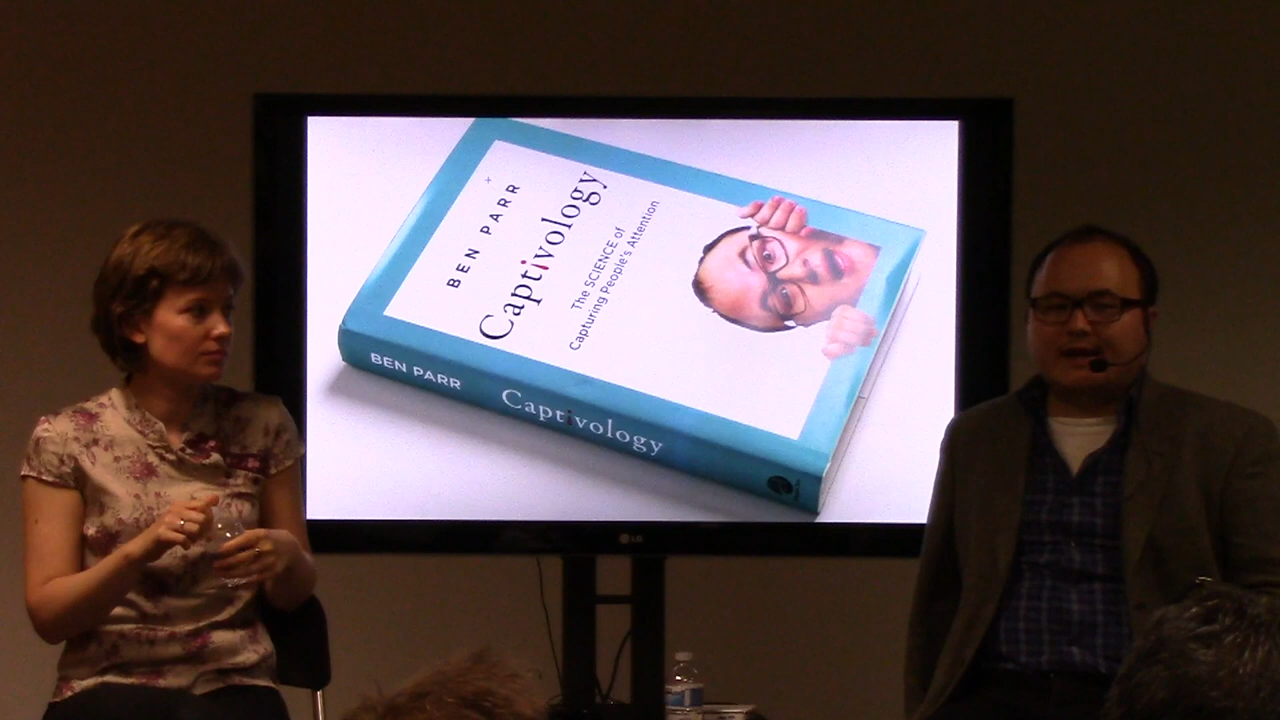 BEN PARR
Captivology
The SCIENCE of
Capturing People's Attention
BEN PARR
Captivology
LG